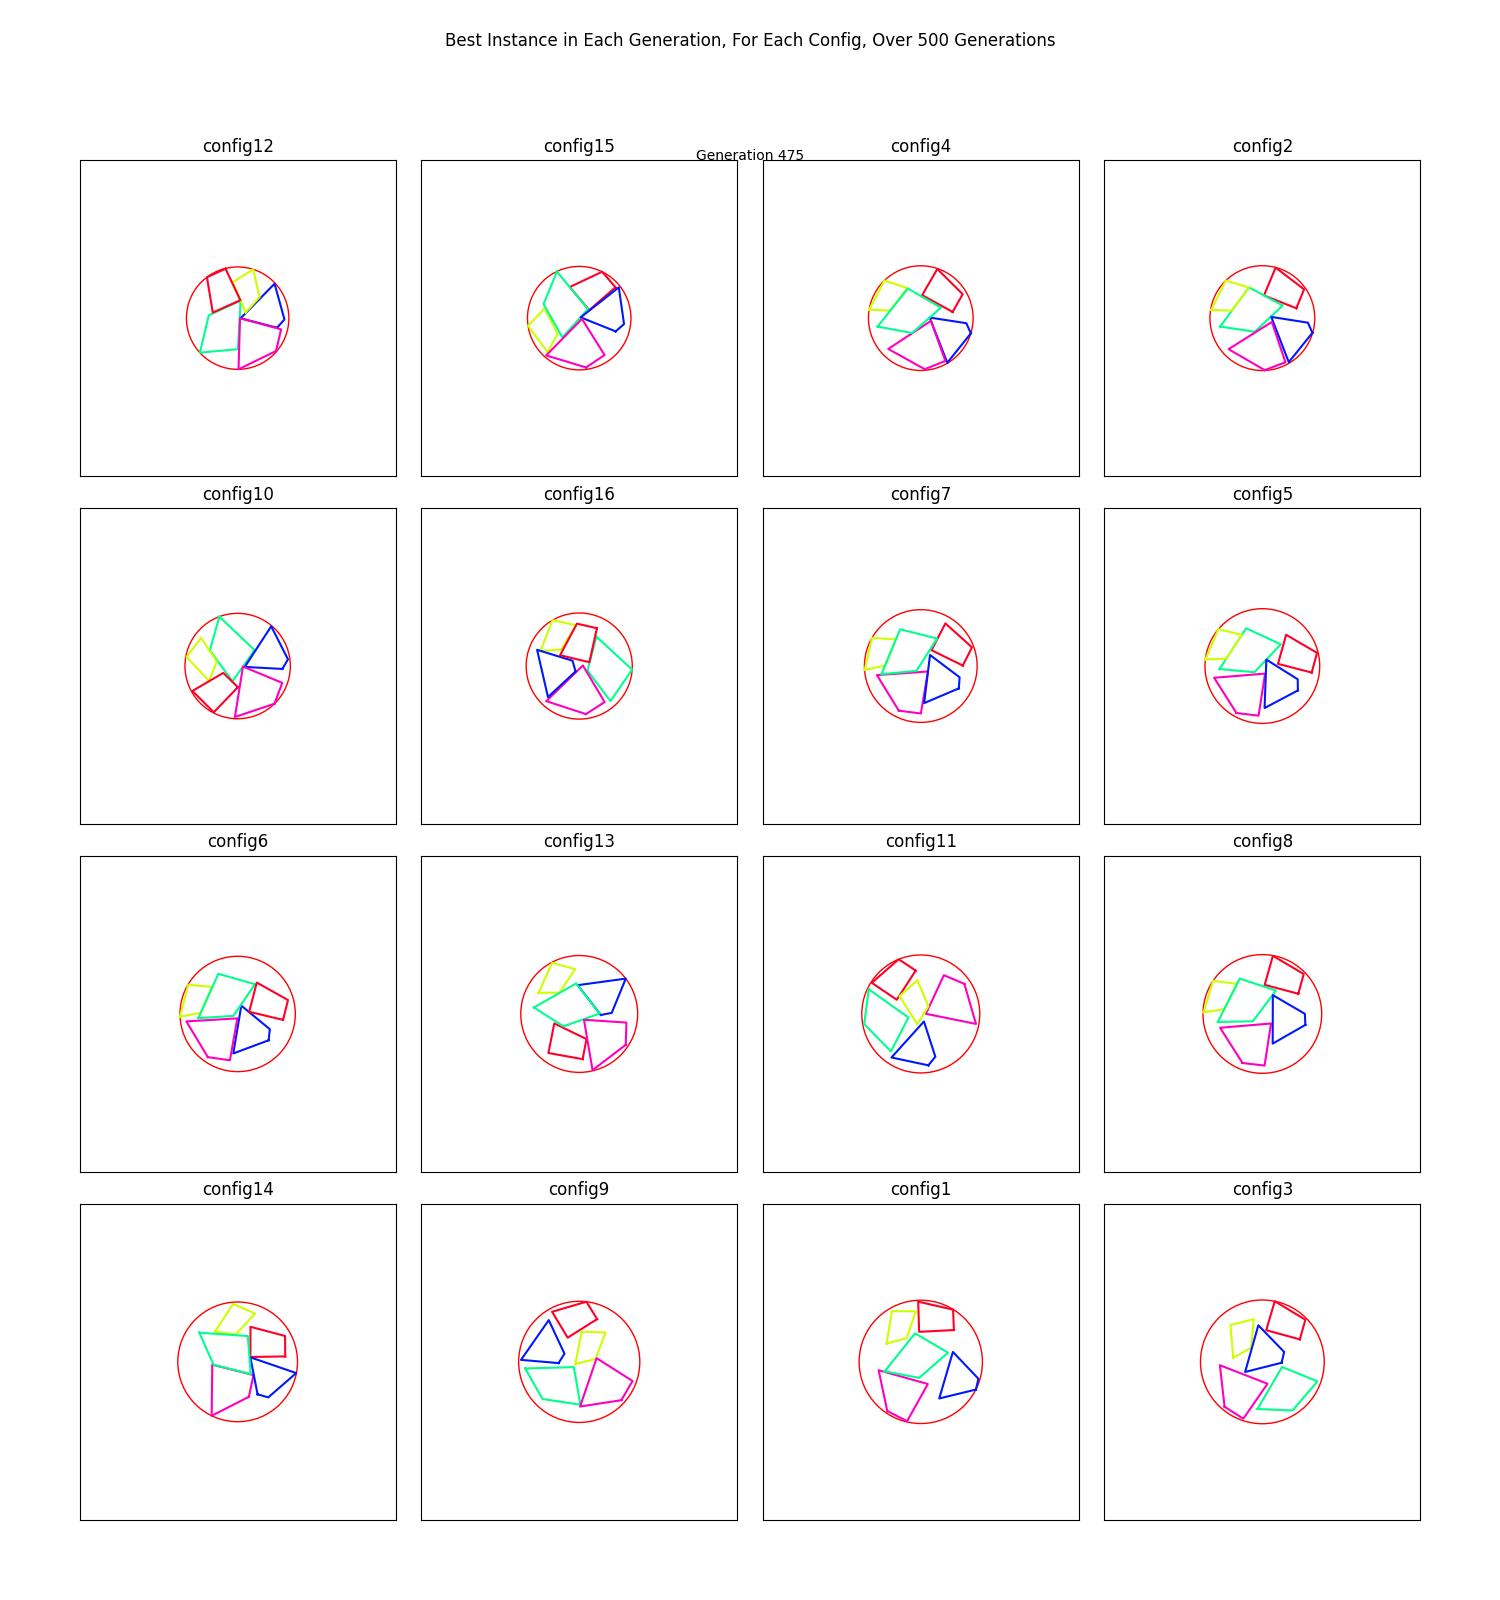 Best Instance in Each Generation, For Each Config, Over 500 Generations
Generation 475
config12
config15
config4
config2
config10
config16
config7
config5
config6
config13
config11
config8
config14
config9
config1
config3